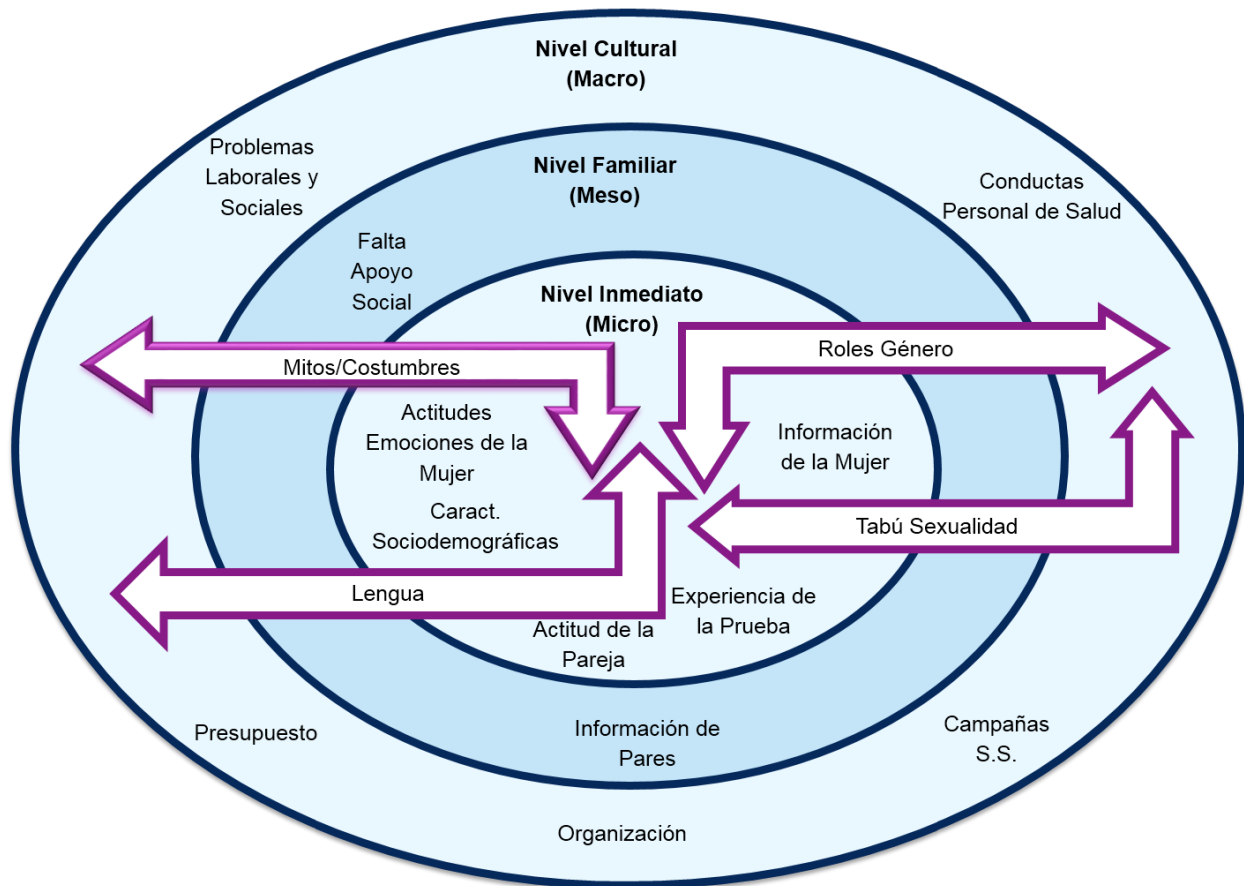 Nivel Cultural
(Macro)
Problemas
Laborales y
Sociales
Nivel Familiar
(Meso)
Conductas
Personal de Salud
Falta
Apoyo
Social
Nivel Inmediato
(Micro)
Mitos/Costumbres
Roles Género
Actitudes
Emociones de la
Mujer
Información
de la Mujer
Caract.
Sociodemográficas
Tabú Sexualidad
Lengua
Experiencia de
la Prueba
Actitud de la
Pareja
Presupuesto
Información de
Pares
Campañas
S.S.
Organización